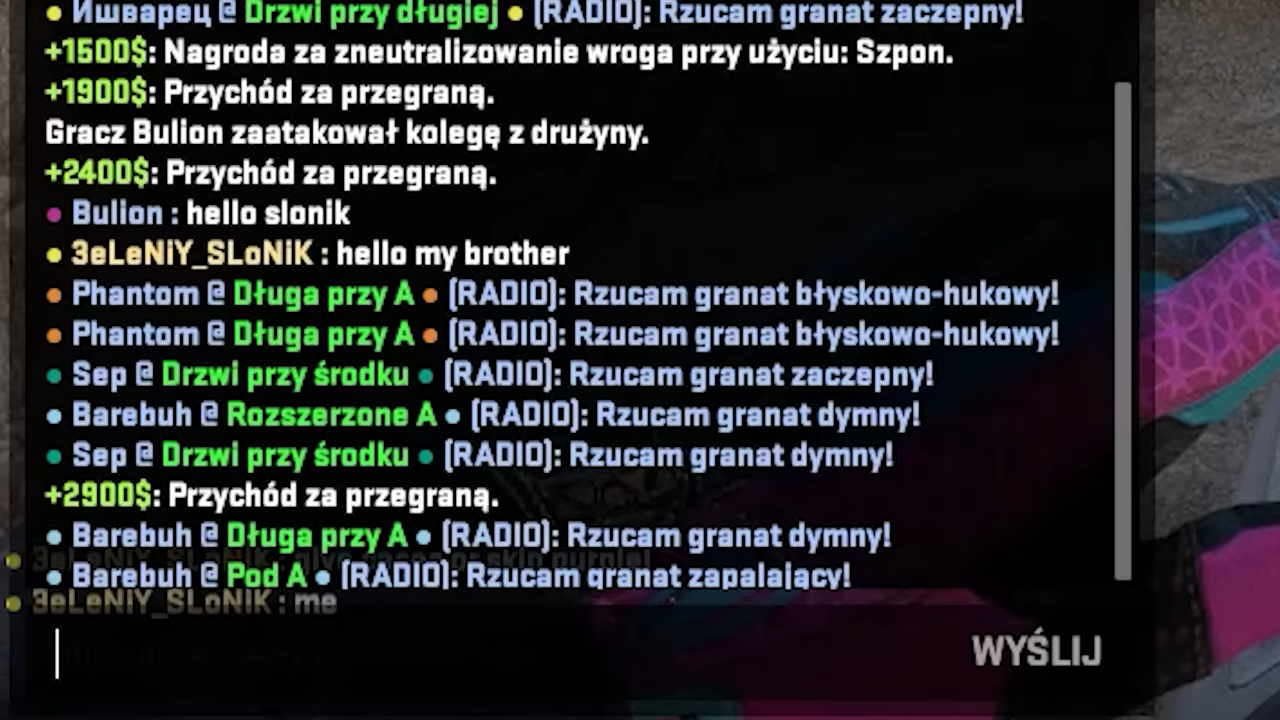 Ишварец @ Drzwi przy długiej ● (RADIO): Rzucam granat zaczepny!
+1500$: Nagroda za zneutralizowanie wroga przy użyciu: Szpon.
+1900$: Przychód za przegraną.
Gracz Bulion zaatakował kolegę z drużyny.
+2400$: Przychód za przegraną.
Bulion : hello slonik
3eLeNiY_SLoNiK : hello my brother
Phantom @ Długa przy A ● (RADIO): Rzucam granat błyskowo-hukowy!
Phantom @ Długa przy A ● (RADIO): Rzucam granat błyskowo-hukowy!
Sep @ Drzwi przy środku ● (RADIO): Rzucam granat zaczepny!
Barebuh @ Rozszerzone A ● (RADIO): Rzucam granat dymny!
Sep @ Drzwi przy środku ● (RADIO): Rzucam granat dymny!
+2900$: Przychód za przegraną.
Barebuh @ Długa przy A ● (RADIO): Rzucam granat dymny!
3eLeNiY_SLoNiK :
Barebuh @ Pod A ● (RADIO): Rzucam granat zapalający!
3eLeNiY_SLoNiK : me
WYŚLIJ